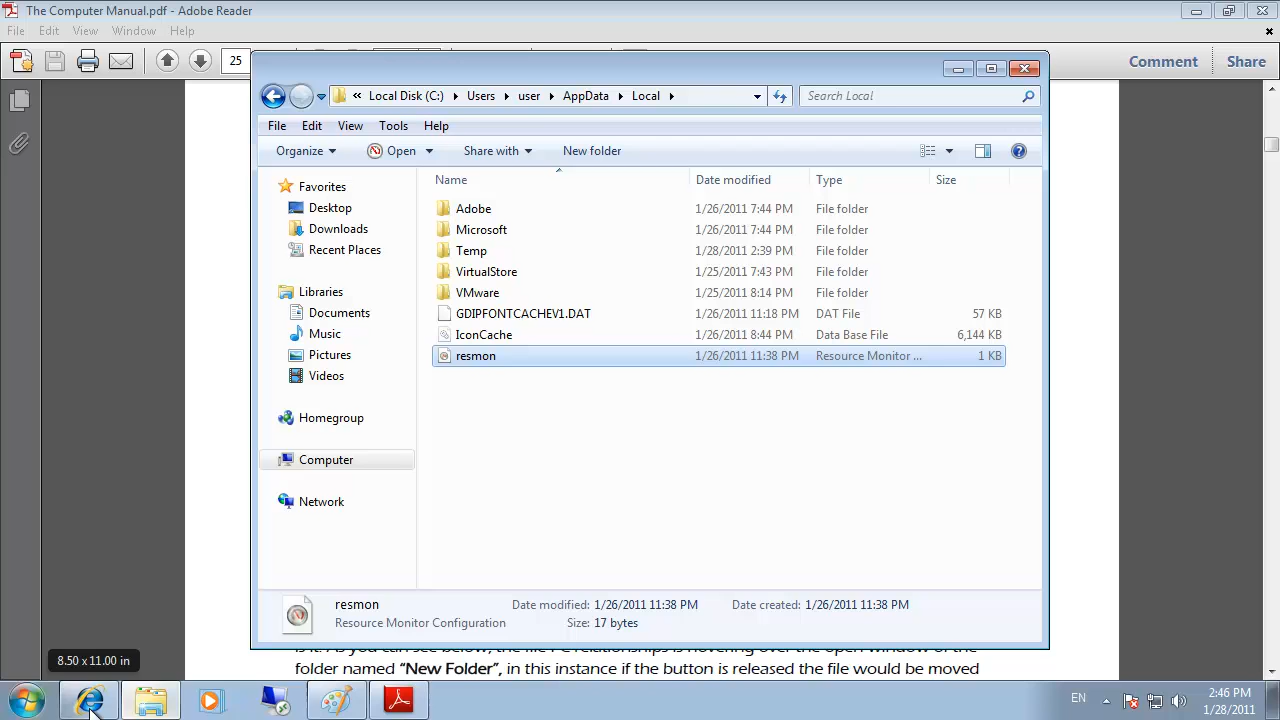 The Computer Manual.pdf - Adobe Reader
File Edit View Window Help
25
Comment Share
« Local Disk (C:) Users user AppData Local
Search Local
File Edit View Tools Help
Organize Open Share with New folder
Name Date modified Type Size
Favorites
Desktop
Downloads
Recent Places
Libraries
Documents
Music
Pictures
Videos
Homegroup
Computer
Network
Adobe 1/26/2011 7:44 PM File folder
Microsoft 1/26/2011 7:44 PM File folder
Temp 1/28/2011 2:39 PM File folder
VirtualStore 1/25/2011 7:43 PM File folder
VMware 1/25/2011 8:14 PM File folder
GDIPFONTCACHEV1.DAT 1/26/2011 11:18 PM DAT File 57 KB
IconCache 1/26/2011 8:44 PM Data Base File 6,144 KB
resmon 1/26/2011 11:38 PM Resource Monitor ... 1 KB
resmon Date modified: 1/26/2011 11:38 PM Date created: 1/26/2011 11:38 PM
Resource Monitor Configuration Size: 17 bytes
8.50 x 11.00 in
folder named “New Folder”, in this instance if the button is released the file would be moved
EN
2:46 PM
1/28/2011